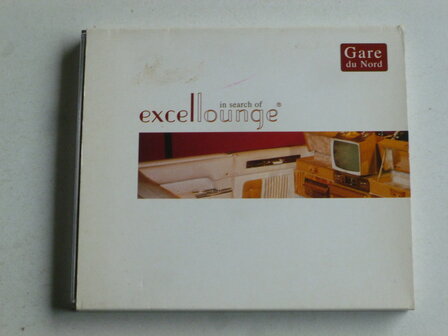 Gare
du Nord
in search of
excellounge®